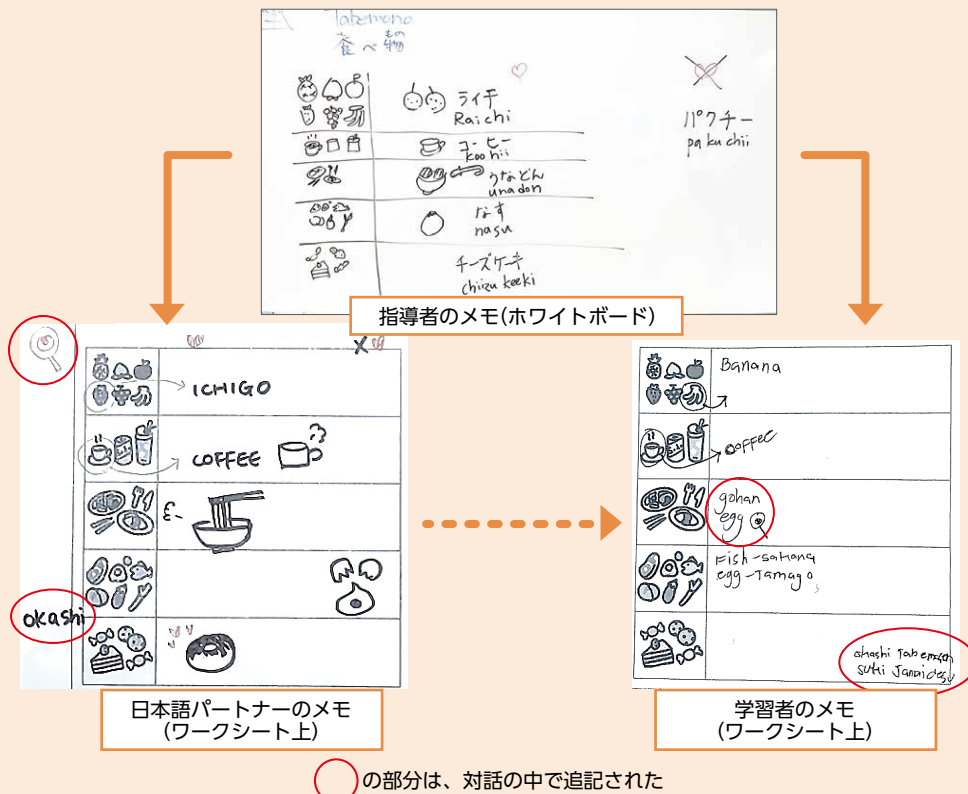 Tabemono
食べ物
もの
ライチ
Raichi
パクチー
pakuchii
コーヒー
koohii
うなどん
unadon
なす
nasu
チーズケーキ
chiizu keeki
指導者のメモ(ホワイトボード)
ICHIGO
COFFEE
okashi
日本語パートナーのメモ
(ワークシート上)
Banana
coffee
gohan
egg
Fish-sakana
egg-Tamago
suki Janaidesu
学習者のメモ
(ワークシート上)
の部分は、対話の中で追記された